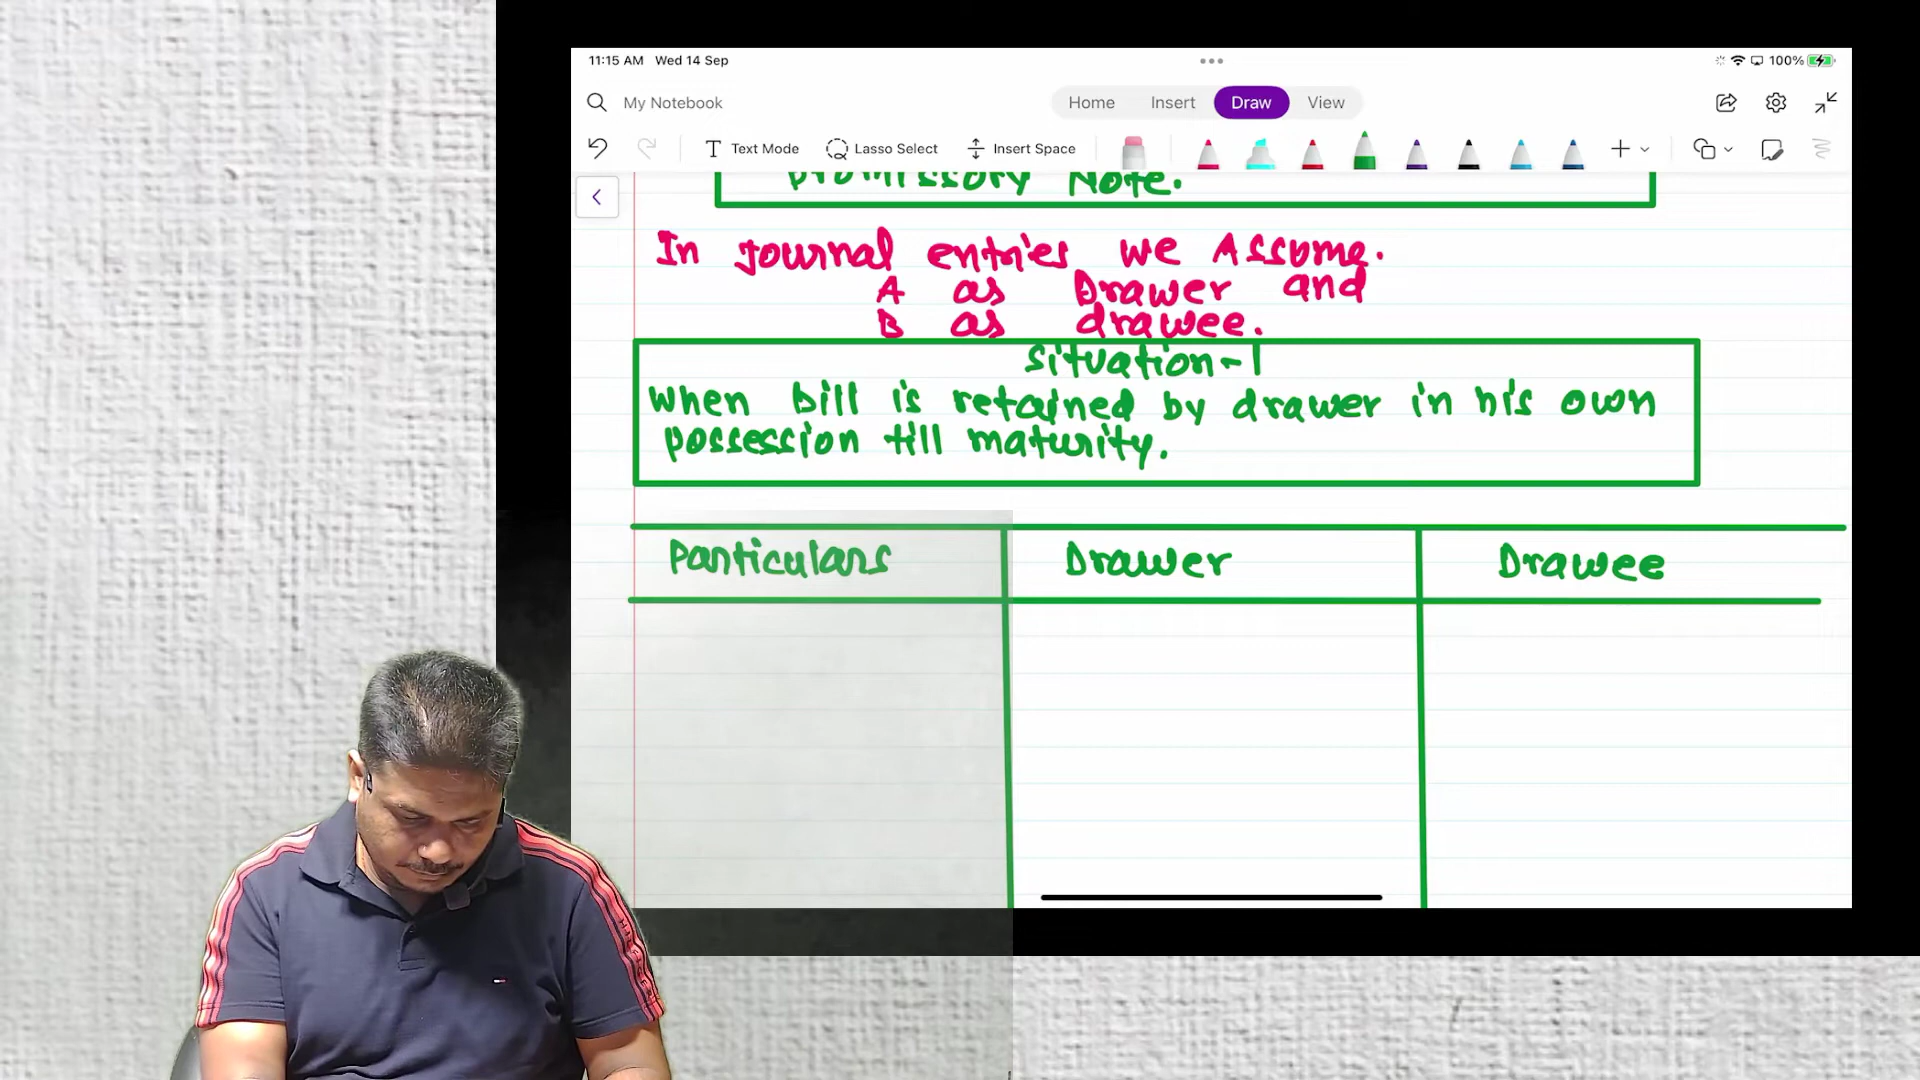 11:15 AM Wed 14 Sep
100%
My Notebook
Home Insert Draw View
Text Mode Lasso Select Insert Space
promissory Note.
In Journal entries we Assume.
A as Drawer and
B as drawee.
Situation-1
When bill is retained by drawer in his own
possession till maturity.
Particulars Drawer Drawee